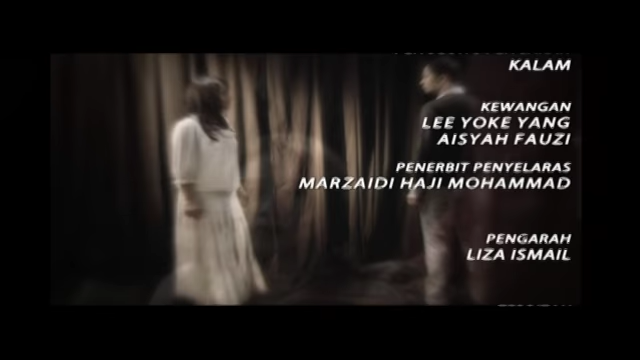 KALAM
KEWANGAN
LEE YOKE YANG
AISYAH FAUZI
PENERBIT PENYELARAS
MARZAIDI HAJI MOHAMMAD
PENGARAH
LIZA ISMAIL